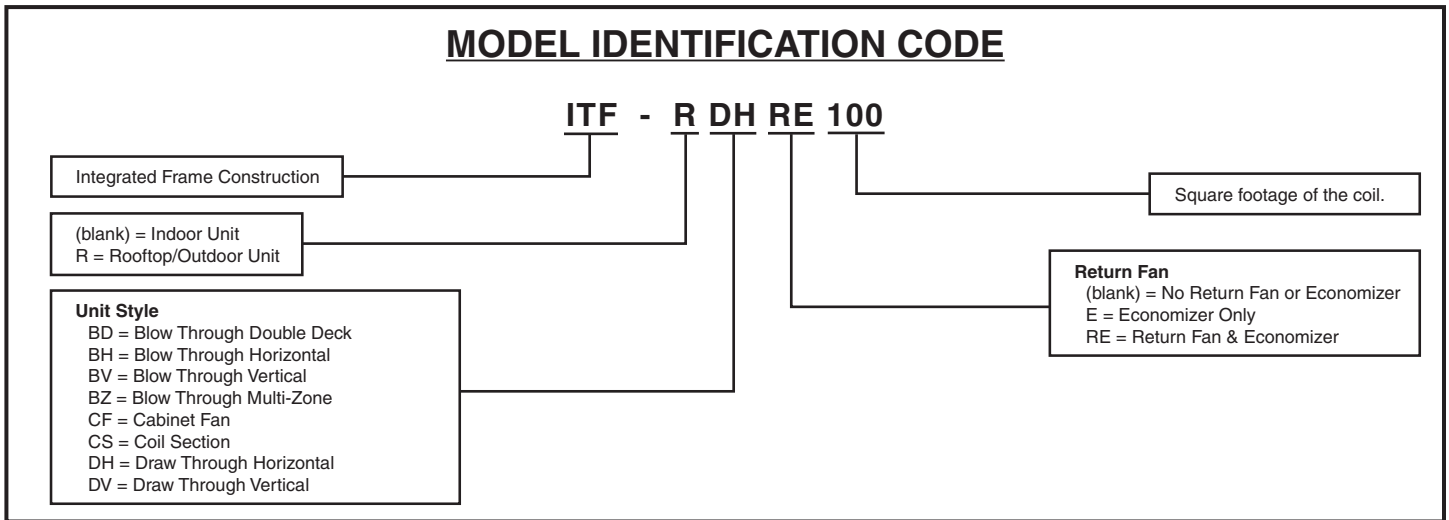 MODEL IDENTIFICATION CODE
ITF - R DH RE 100
Integrated Frame Construction
(blank) = Indoor Unit
R = Rooftop/Outdoor Unit
Unit Style
BD = Blow Through Double Deck
BH = Blow Through Horizontal
BV = Blow Through Vertical
BZ = Blow Through Multi-Zone
CF = Cabinet Fan
CS = Coil Section
DH = Draw Through Horizontal
DV = Draw Through Vertical
Square footage of the coil.
Return Fan
(blank) = No Return Fan or Economizer
E = Economizer Only
RE = Return Fan & Economizer